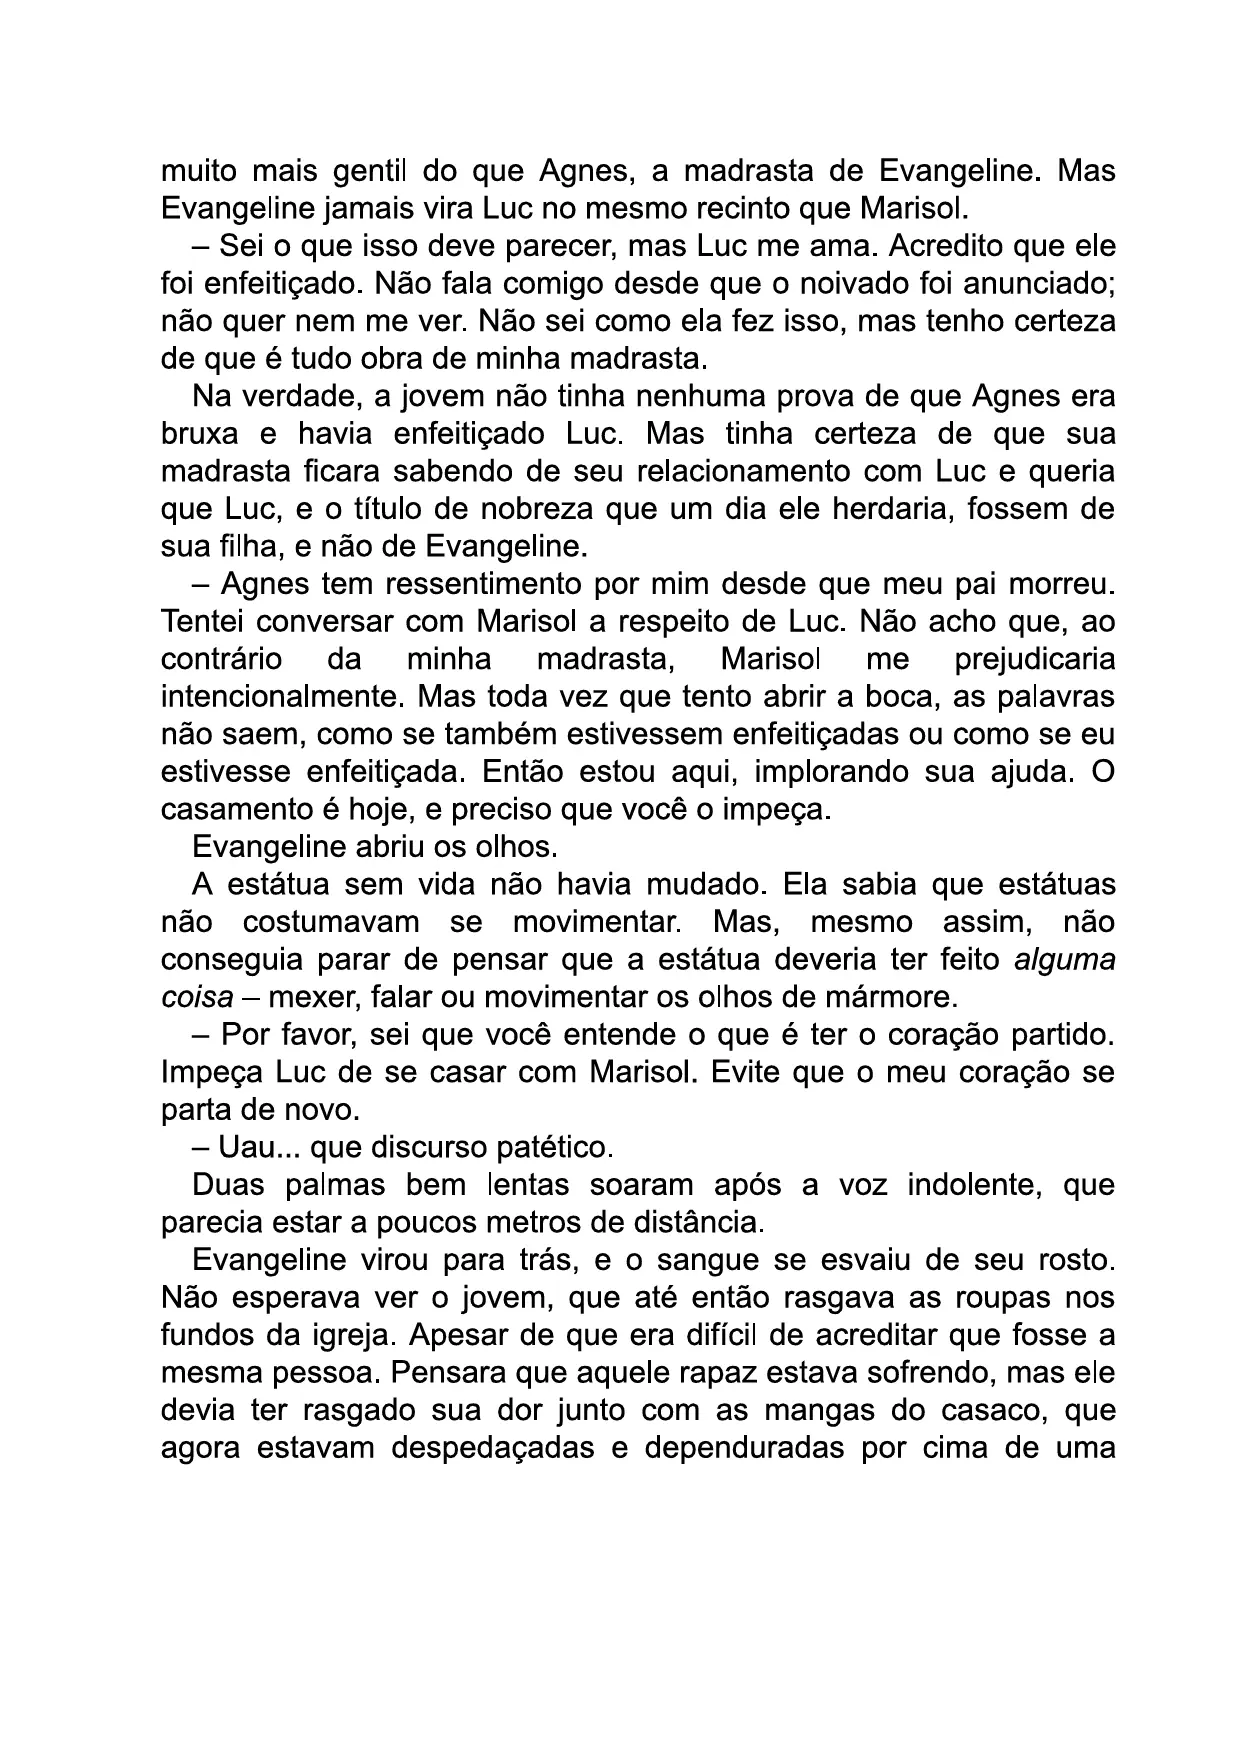 muito mais gentil do que Agnes, a madrasta de Evangeline. Mas
Evangeline jamais vira Luc no mesmo recinto que Marisol.
– Sei o que isso deve parecer, mas Luc me ama. Acredito que ele
foi enfeitiçado. Não fala comigo desde que o noivado foi anunciado;
não quer nem me ver. Não sei como ela fez isso, mas tenho certeza
de que é tudo obra de minha madrasta.
Na verdade, a jovem não tinha nenhuma prova de que Agnes era
bruxa e havia enfeitiçado Luc. Mas tinha certeza de que sua
madrasta ficara sabendo de seu relacionamento com Luc e queria
que Luc, e o título de nobreza que um dia ele herdaria, fossem de
sua filha, e não de Evangeline.
– Agnes tem ressentimento por mim desde que meu pai morreu.
Tentei conversar com Marisol a respeito de Luc. Não acho que, ao
contrário da minha madrasta, Marisol me prejudicaria
intencionalmente. Mas toda vez que tento abrir a boca, as palavras
não saem, como se também estivessem enfeitiçadas ou como se eu
estivesse enfeitiçada. Então estou aqui, implorando sua ajuda. O
casamento é hoje, e preciso que você o impeça.
Evangeline abriu os olhos.
A estátua sem vida não havia mudado. Ela sabia que estátuas
não costumavam se movimentar. Mas, mesmo assim, não
conseguia parar de pensar que a estátua deveria ter feito alguma
coisa – mexer, falar ou movimentar os olhos de mármore.
– Por favor, sei que você entende o que é ter o coração partido.
Impeça Luc de se casar com Marisol. Evite que o meu coração se
parta de novo.
– Uau... que discurso patético.
Duas palmas bem lentas soaram após a voz indolente, que
parecia estar a poucos metros de distância.
Evangeline virou para trás, e o sangue se esvaiu de seu rosto.
Não esperava ver o jovem, que até então rasgava as roupas nos
fundos da igreja. Apesar de que era difícil de acreditar que fosse a
mesma pessoa. Pensara que aquele rapaz estava sofrendo, mas ele
devia ter rasgado sua dor junto com as mangas do casaco, que
agora estavam despedaçadas e dependuradas por cima de uma